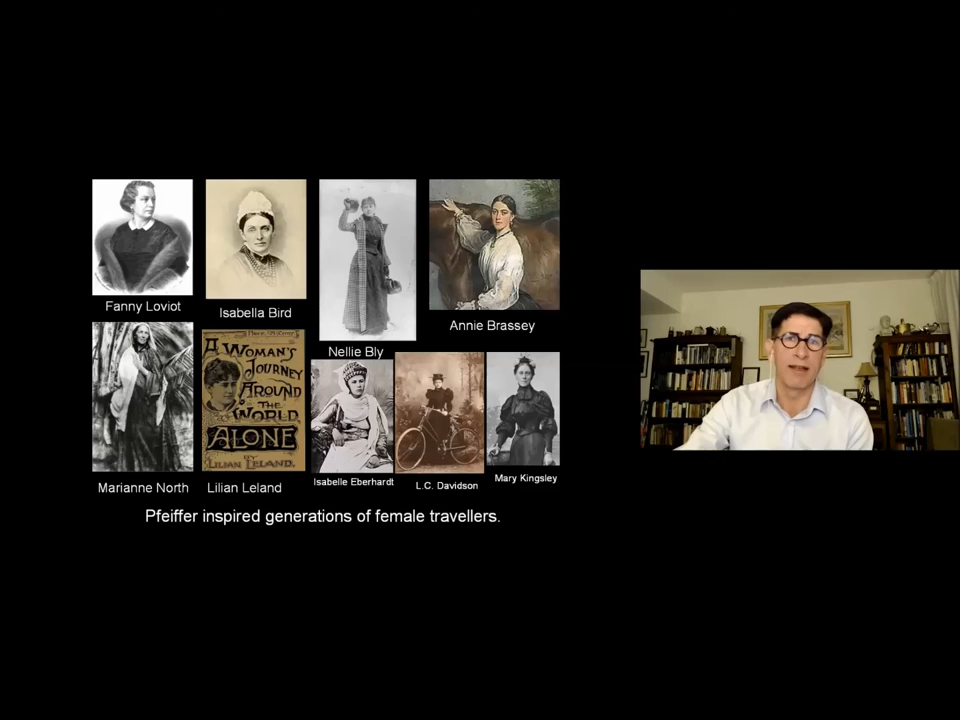 Fanny Loviot
Isabella Bird
Nellie Bly
Annie Brassey
A WOMAN'S
JOURNEY
AROUND
THE
WORLD
ALONE
BY
LILIAN LELAND.
Marianne North
Lilian Leland
Isabelle Eberhardt
L.C. Davidson
Mary Kingsley
Pfeiffer inspired generations of female travellers.